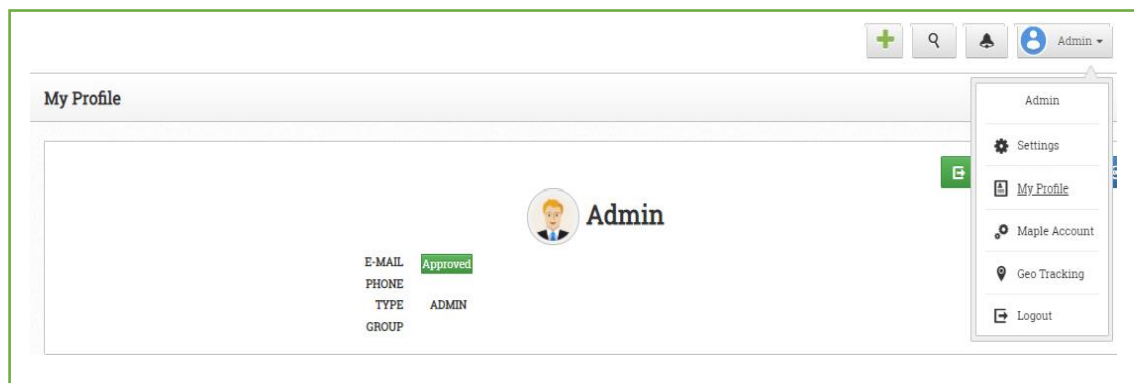 Admin
My Profile
Admin
Settings
My Profile
Maple Account
Geo Tracking
Logout
Admin
E-MAIL Approved
PHONE
TYPE ADMIN
GROUP